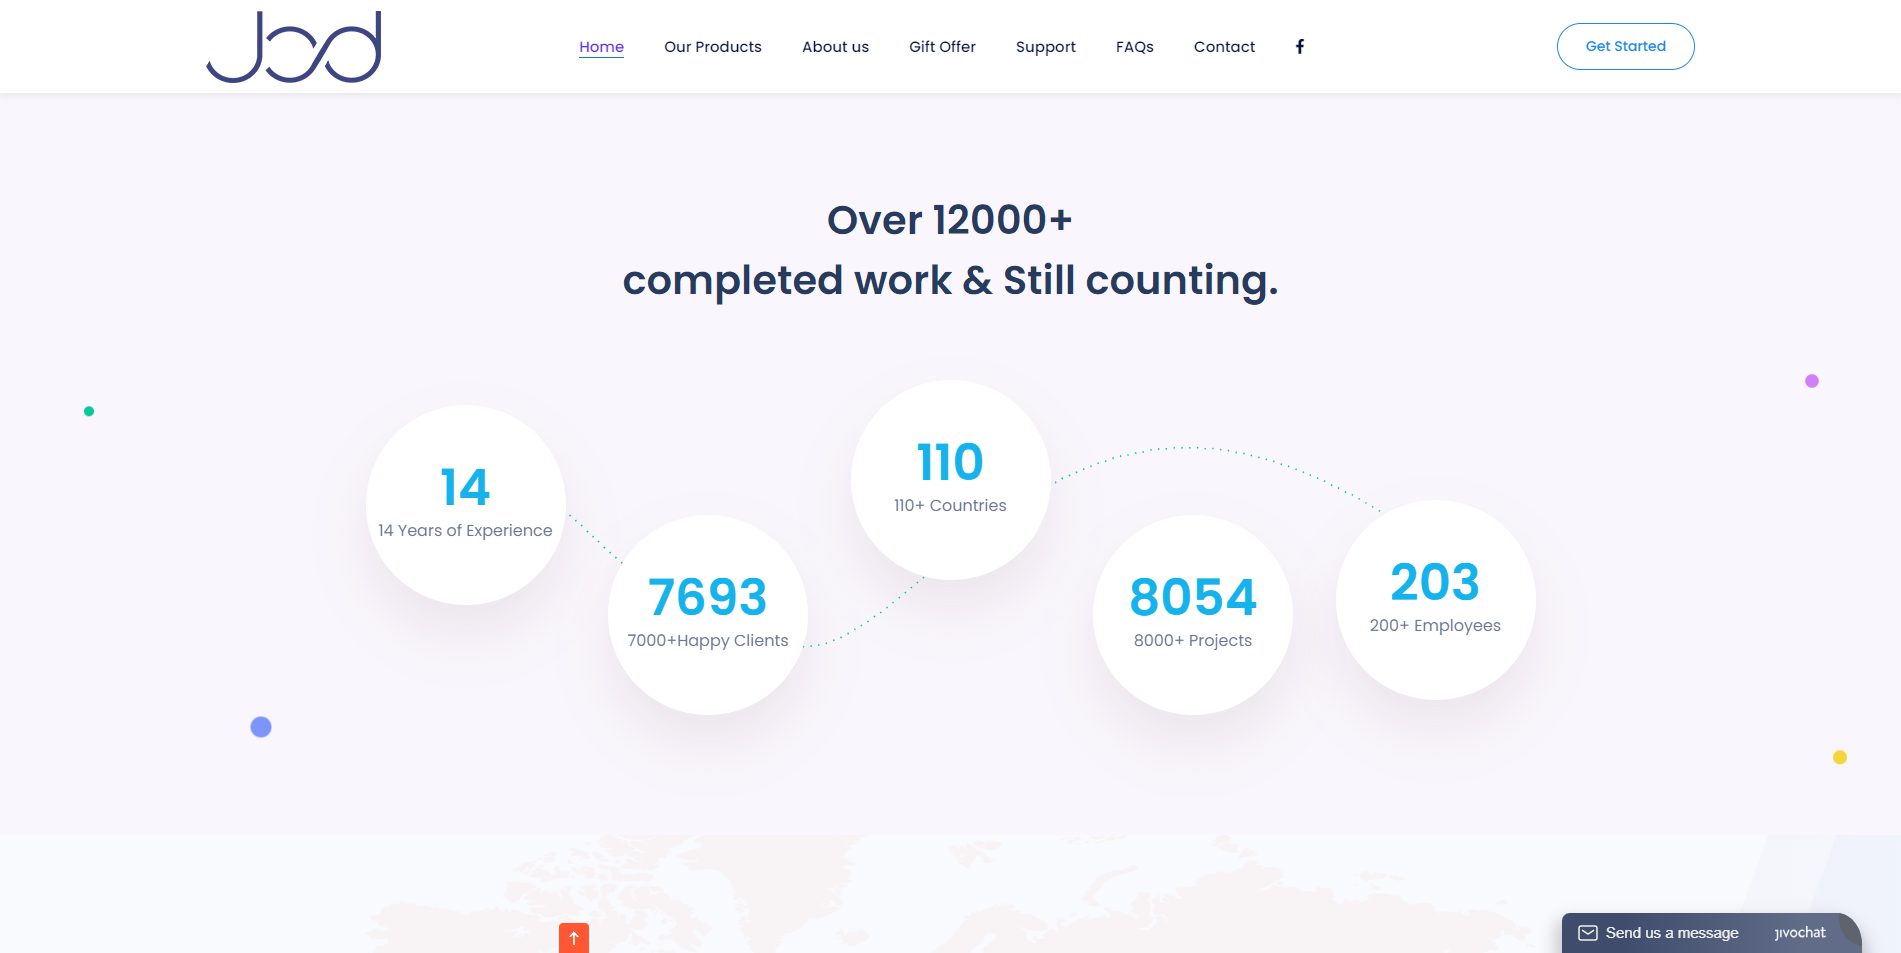 Jbd
Home
Our Products
About us
Gift Offer
Support
FAQs
Contact
Get Started
Over 12000+
completed work & Still counting.
14
14 Years of Experience
7693
7000+Happy Clients
110
110+ Countries
8054
8000+ Projects
203
200+ Employees
Send us a message
jivochat